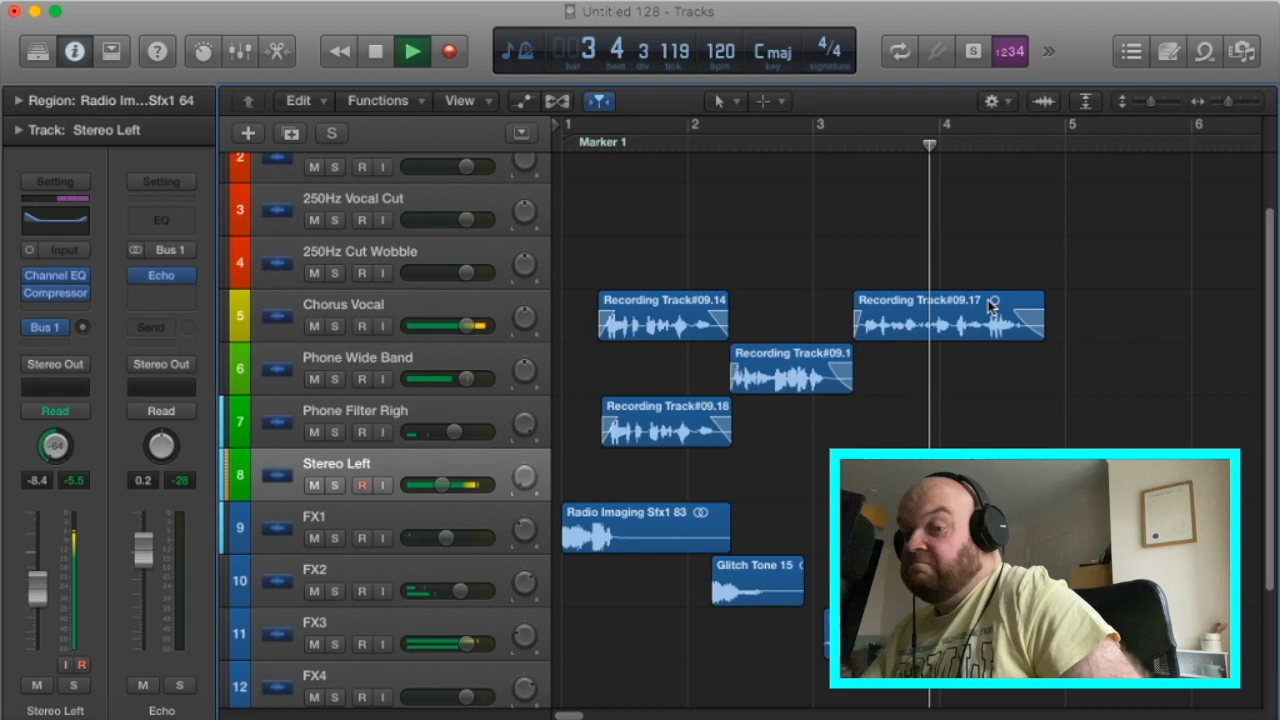 Untitled 128 - Tracks
003 4 3 119 120 C maj 4/4
bar beat div tick bpm key signature
S 1234
Region: Radio Im...Sfx1 64 Edit Functions View
Track: Stereo Left
S
1 2 3 4 5 6
Marker 1
Setting Setting
EQ
Input Bus 1
Channel EQ Echo
Compressor
Bus 1 Send
Stereo Out Stereo Out
Read Read
-64
-8.4 -5.5 0.2 -28
I R
M S M S
Stereo Left Echo
2 M S R I
3 250Hz Vocal Cut
M S R I
4 250Hz Cut Wobble
M S R I
5 Chorus Vocal
M S R I
Recording Track#09.14 Recording Track#09.17
6 Phone Wide Band
M S R I
Recording Track#09.1
7 Phone Filter Righ
M S R I
Recording Track#09.18
8 Stereo Left
M S R I
9 FX1
M S R I
Radio Imaging Sfx1 83
10 FX2
M S R I
Glitch Tone 15
11 FX3
M S R I
12 FX4
M S R I